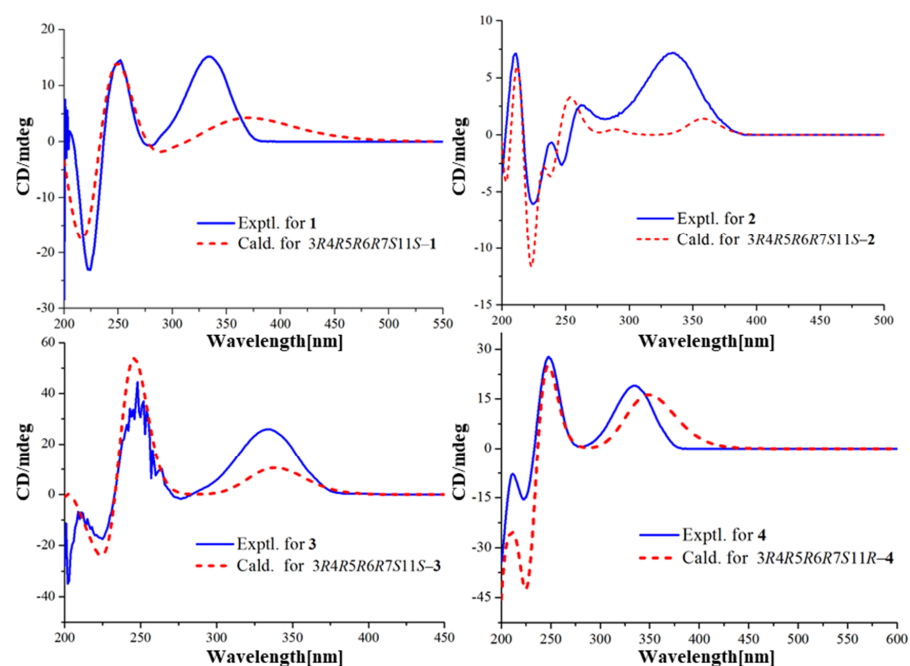 20
10
0
-10
-20
-30
200 250 300 350 400 450 500 550
CD/mdeg
Wavelength[nm]
Exptl. for 1
Cald. for 3R4R5R6R7S11S–1
10
5
0
-5
-10
-15
200 250 300 350 400 450 500
CD/mdeg
Wavelength[nm]
Exptl. for 2
Cald. for 3R4R5R6R7S11S–2
60
40
20
0
-20
-40
200 250 300 350 400 450
CD/mdeg
Wavelength[nm]
Exptl. for 3
Cald. for 3R4R5R6R7S11S–3
30
15
0
-15
-30
-45
200 250 300 350 400 450 500 550 600
CD/mdeg
Wavelength[nm]
Exptl. for 4
Cald. for 3R4R5R6R7S11R–4